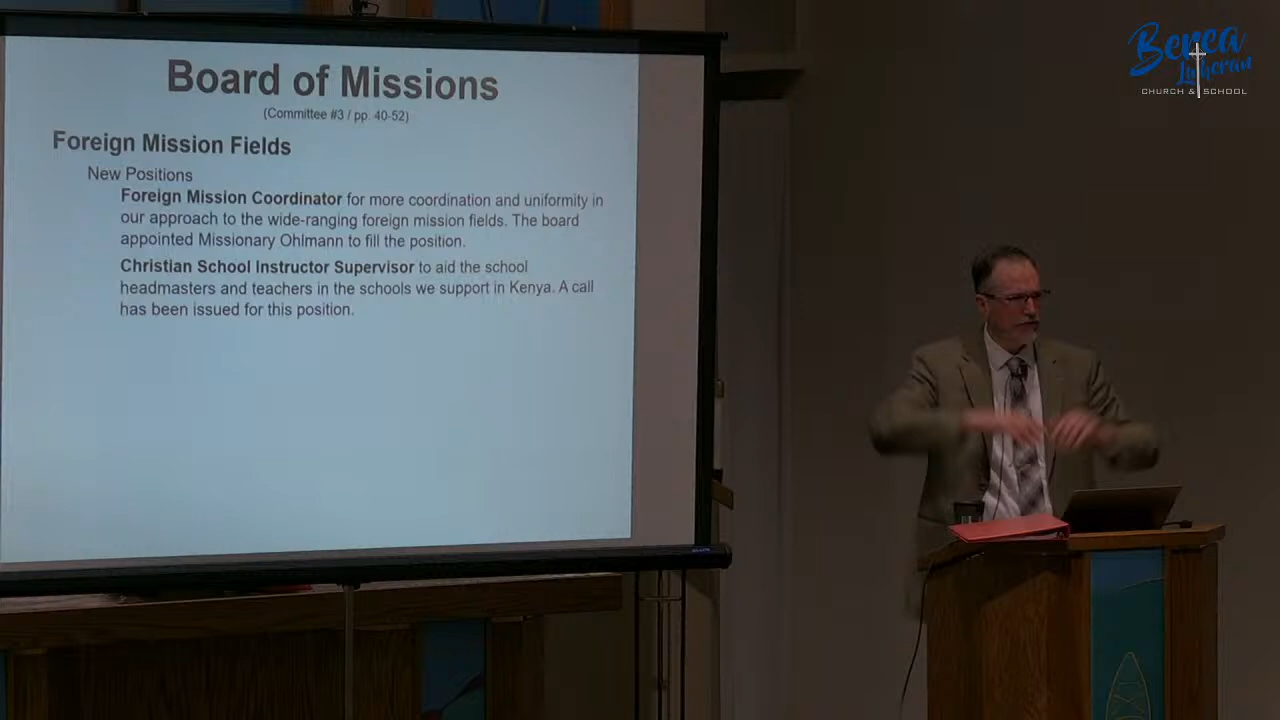 Board of Missions
(Committee #3 / pp. 40-52)
Foreign Mission Fields
New Positions
Foreign Mission Coordinator for more coordination and uniformity in
our approach to the wide-ranging foreign mission fields. The board
appointed Missionary Ohlmann to fill the position.
Christian School Instructor Supervisor to aid the school
headmasters and teachers in the schools we support in Kenya. A call
has been issued for this position.
Berea
Lutheran
CHURCH & SCHOOL